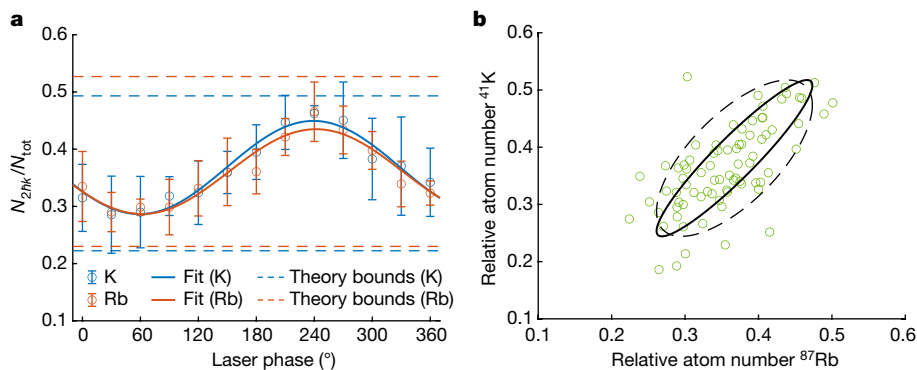 a
N2hk/Ntot
0.6
0.5
0.4
0.3
0.2
0.1
K Fit (K) Theory bounds (K)
Rb Fit (Rb) Theory bounds (Rb)
0 60 120 180 240 300 360
Laser phase (°)
b
Relative atom number 41K
0.6
0.5
0.4
0.3
0.2
0.1
0.1 0.2 0.3 0.4 0.5 0.6
Relative atom number 87Rb